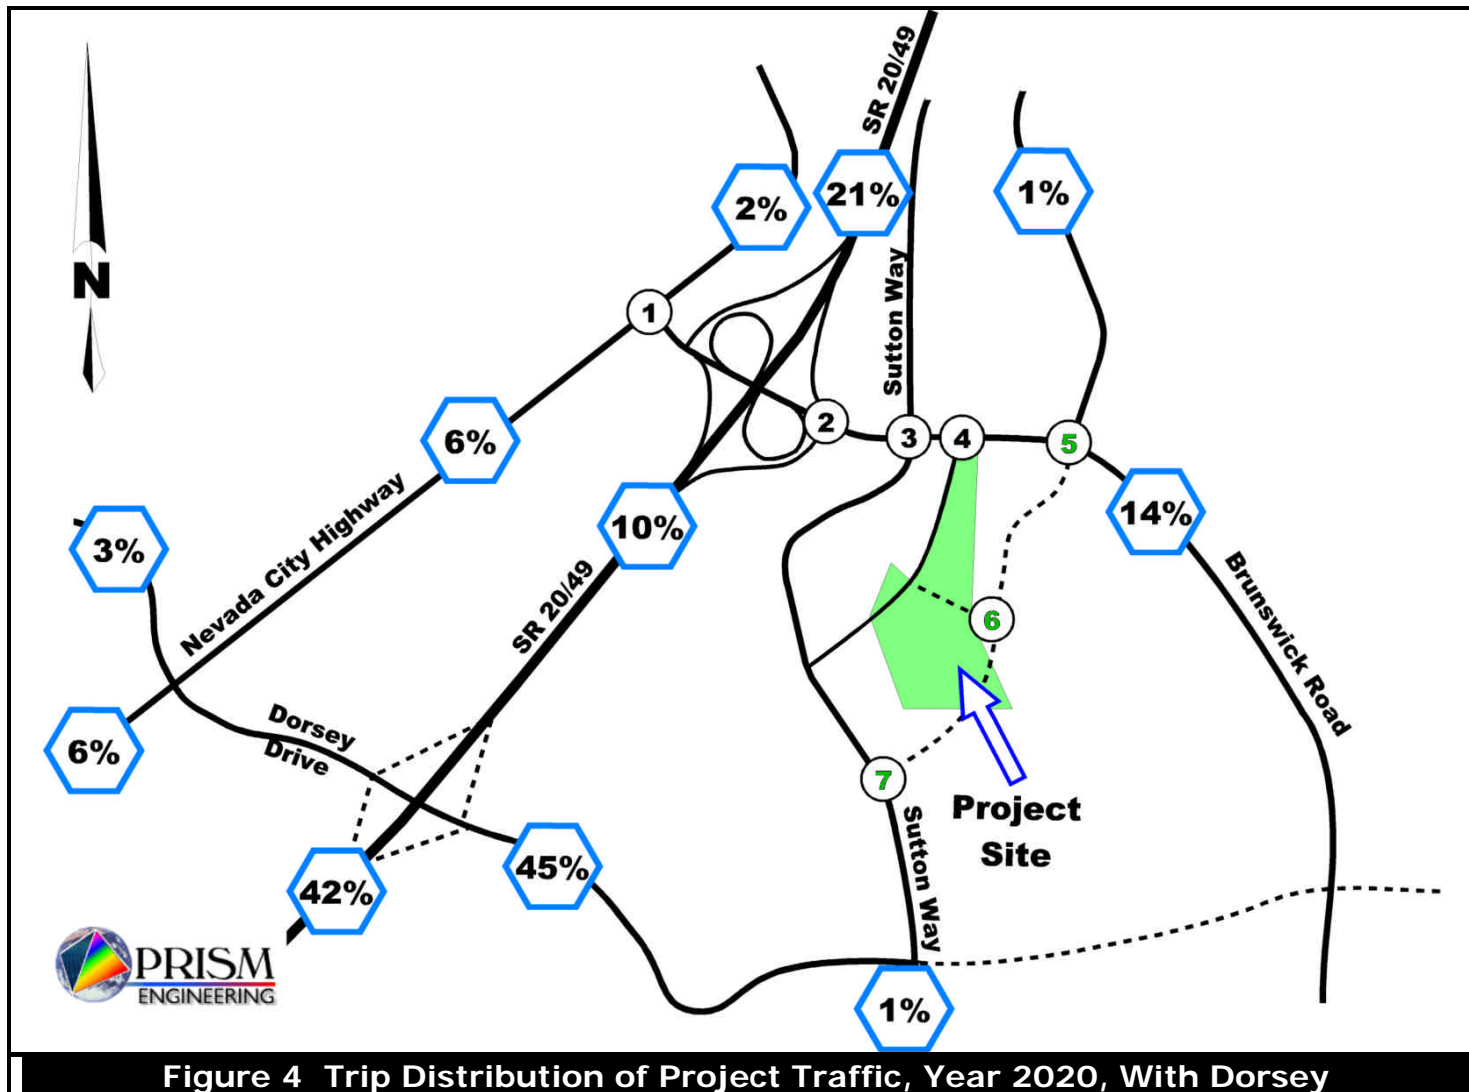 SR 20/49
2%
21%
1%
N
1
Sutton Way
6%
2
3
4
5
10%
14%
3%
Nevada City Highway
SR 20/49
6
Brunswick Road
6%
Dorsey
Drive
7
Project
Site
42%
45%
Sutton Way
PRISM
ENGINEERING
1%
Figure 4 Trip Distribution of Project Traffic, Year 2020, With Dorsey